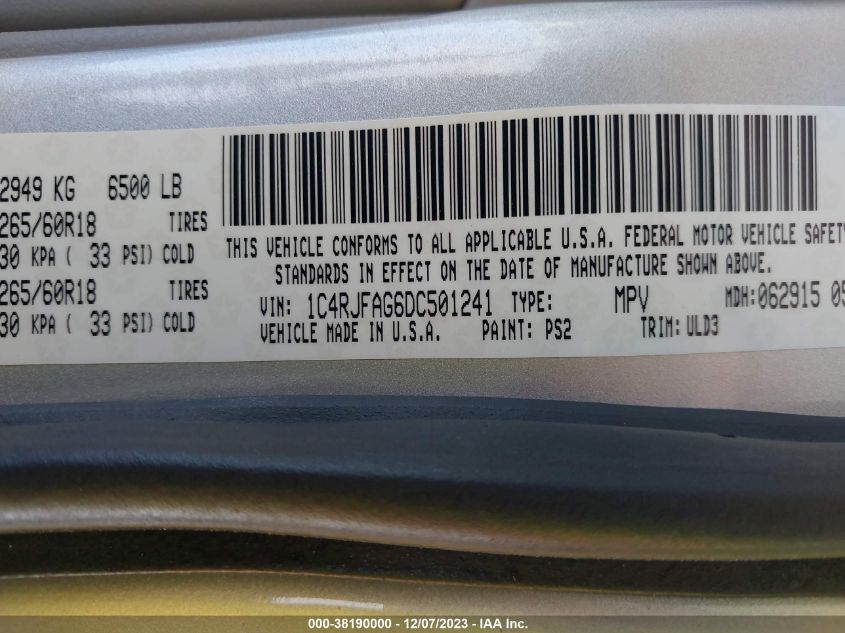 2949 KG 6500 LB
265/60R18 TIRES
30 KPA ( 33 PSI) COLD
265/60R18 TIRES
30 KPA ( 33 PSI) COLD
THIS VEHICLE CONFORMS TO ALL APPLICABLE U.S.A. FEDERAL MOTOR VEHICLE SAFETY
STANDARDS IN EFFECT ON THE DATE OF MANUFACTURE SHOWN ABOVE.
VIN: 1C4RJFAG6DC501241 TYPE: MPV MDH:062915 05
VEHICLE MADE IN U.S.A. PAINT: PS2 TRIM: ULD3
000-38190000 - 12/07/2023 - IAA Inc.